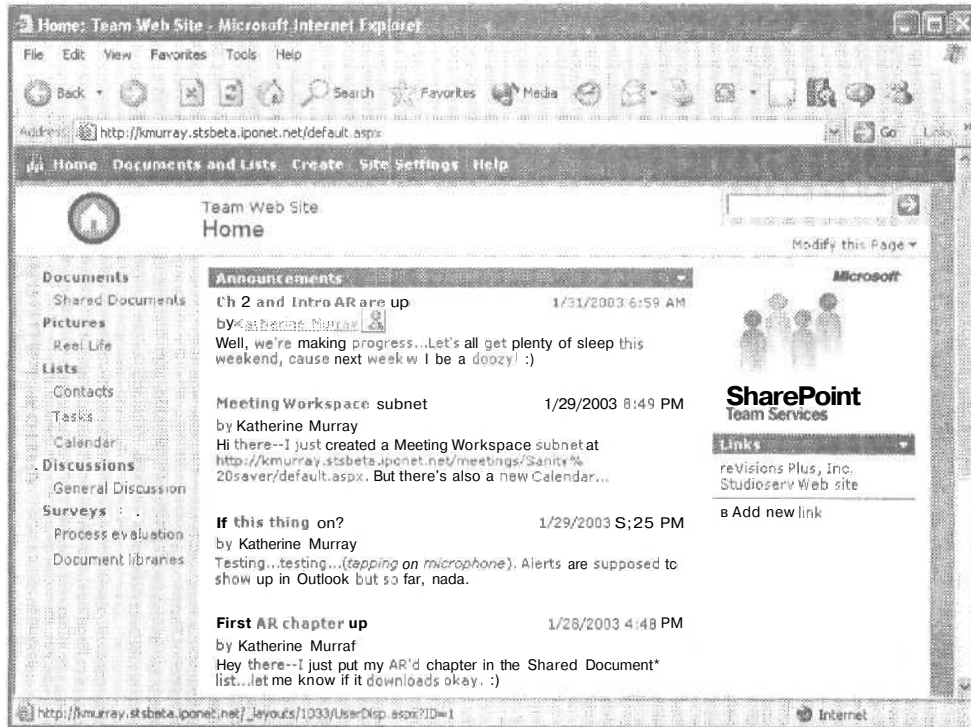 Home: Team Web Site - Microsoft Internet Explorer
File Edit View Favorites Tools Help
Back Search Favorites Media
Address http://kmurray.stsbeta.iponet.net/default.aspx Go Links »
Home Documents and Lists Create Site Settings Help
Team Web Site
Home
Modify this Page
Documents
Shared Documents
Pictures
Reel Life
Lists
Contacts
Tasks
Calendar
Discussions
General Discussion
Surveys
Process evaluation
Document libraries
Announcements
Ch 2 and Intro AR are up 1/31/2003 6:59 AM
by Katherine Murray
Well, we're making progress...Let's all get plenty of sleep this
weekend, cause next week w I be a doozy! :)
Meeting Workspace subnet 1/29/2003 8:49 PM
by Katherine Murray
Hi there--I just created a Meeting Workspace subnet at
http://kmurray.stsbeta.iponet.net/meetings/Sanity%
20saver/default.aspx. But there's also a new Calendar...
If this thing on? 1/29/2003 S;25 PM
by Katherine Murray
Testing...testing...(tapping on microphone). Alerts are supposed to
show up in Outlook but so far, nada.
First AR chapter up 1/28/2003 4:48 PM
by Katherine Murraf
Hey there--I just put my AR'd chapter in the Shared Document*
list...let me know if it downloads okay. :)
Microsoft
SharePoint
Team Services
Links
reVisions Plus, Inc.
Studioserv Web site
B Add new link
http://kmurray.stsbeta.iponet.net/_layouts/1033/UserDisp.aspx?ID=1 Internet